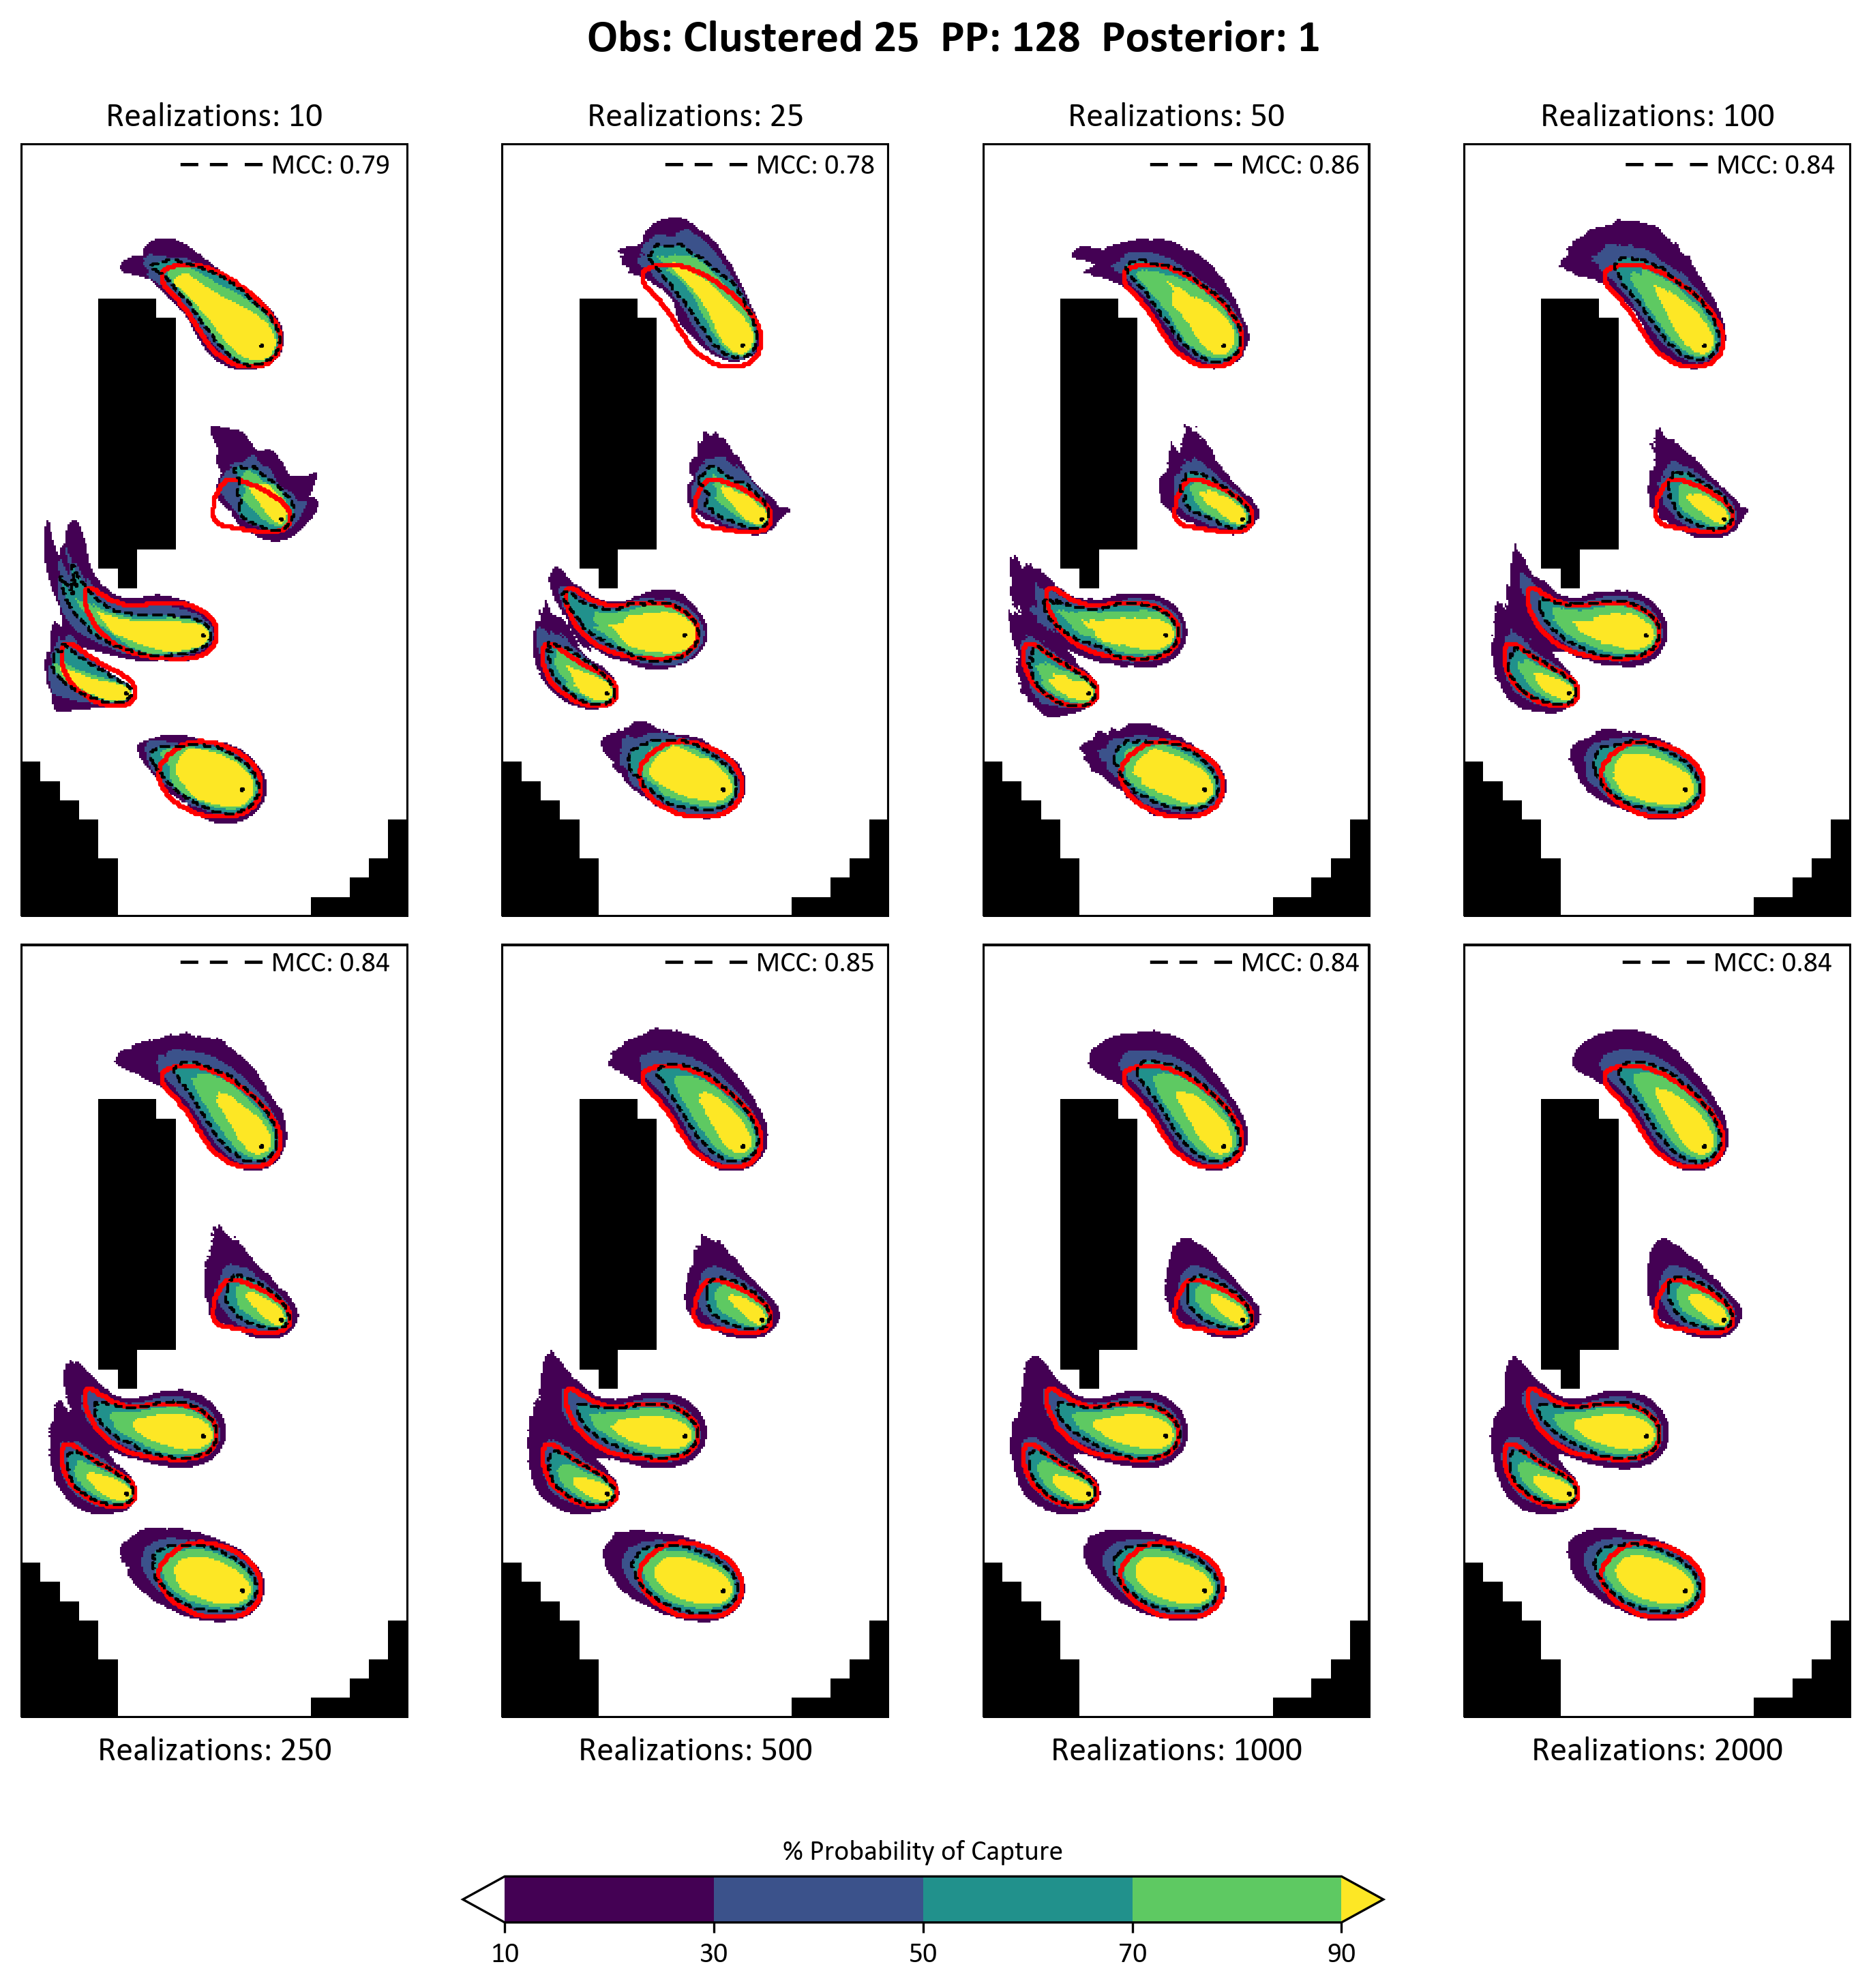 Obs: Clustered 25  PP: 128  Posterior: 1
Realizations: 10
Realizations: 25
Realizations: 50
Realizations: 100
MCC: 0.79
MCC: 0.78
MCC: 0.86
MCC: 0.84
MCC: 0.84
MCC: 0.85
MCC: 0.84
MCC: 0.84
Realizations: 250
Realizations: 500
Realizations: 1000
Realizations: 2000
% Probability of Capture
10 30 50 70 90